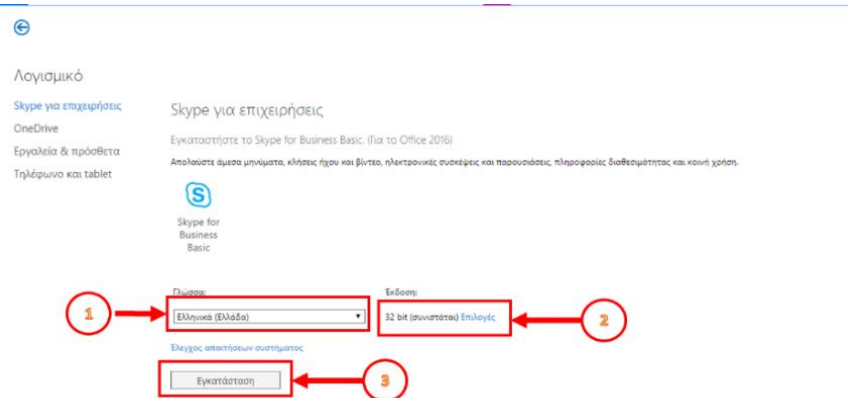 Λογισμικό
Skype για επιχειρήσεις
OneDrive
Εργαλεία & πρόσθετα
Τηλέφωνο και tablet
Skype για επιχειρήσεις
Εγκαταστήστε το Skype for Business Basic. (Για το Office 2016)
Απολαύστε άμεσα μηνύματα, κλήσεις ήχου και βίντεο, ηλεκτρονικές συσκέψεις και παρουσιάσεις, πληροφορίες διαθεσιμότητας και κοινή χρήση.
S
Skype for
Business
Basic
Γλώσσα: Έκδοση:
1 Ελληνικά (Ελλάδα) 32 bit (συνιστάται) Επιλογές 2
Έλεγχος απαιτήσεων συστήματος
Εγκατάσταση 3